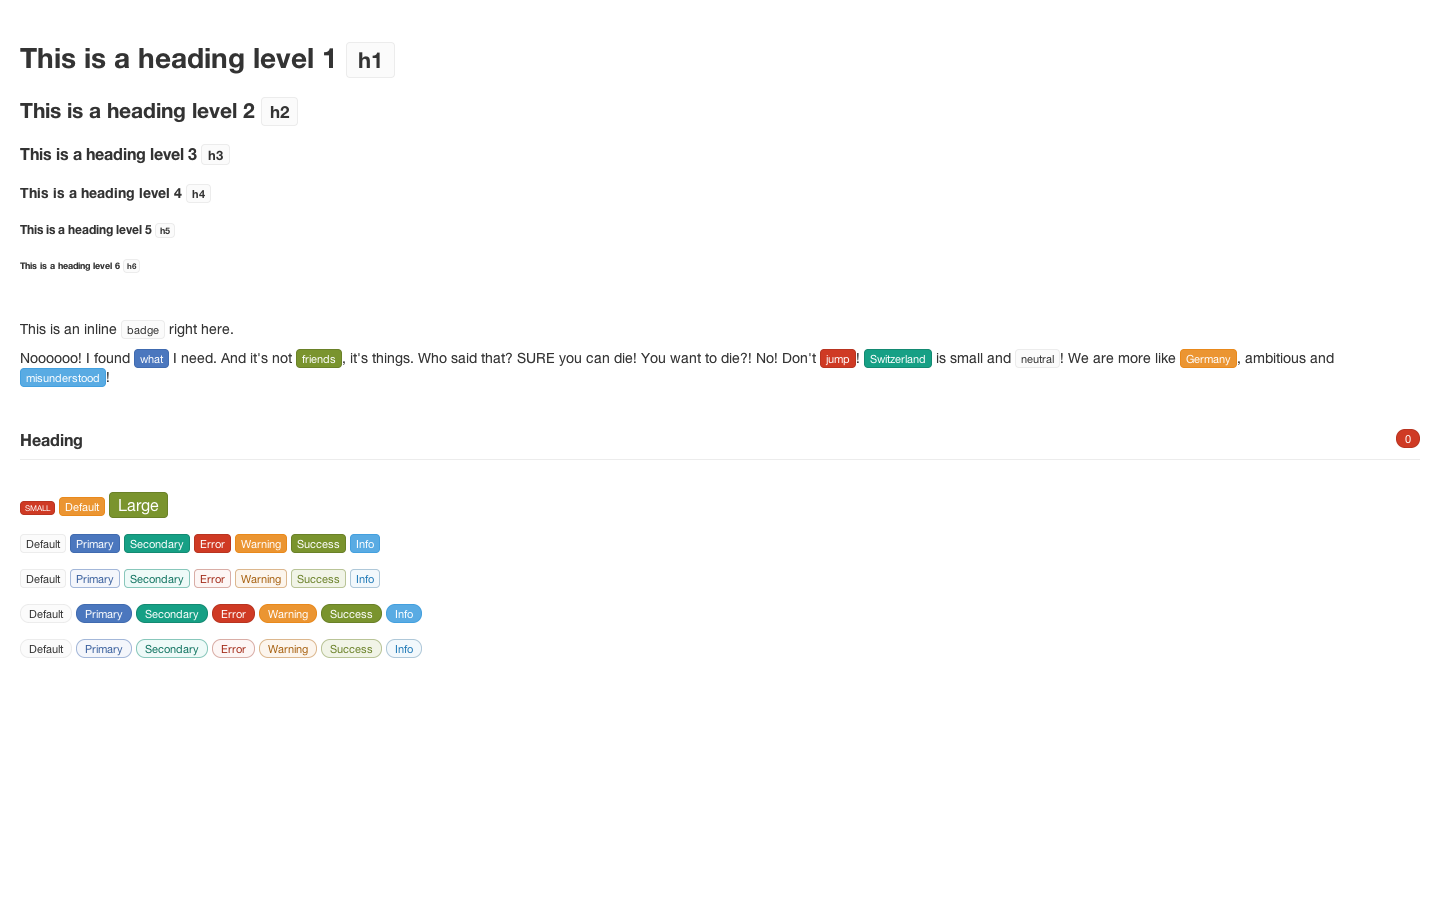 This is a heading level 1 h1
This is a heading level 2 h2
This is a heading level 3 h3
This is a heading level 4 h4
This is a heading level 5 h5
This is a heading level 6 h6
This is an inline badge right here.
Noooooo! I found what I need. And it's not friends, it's things. Who said that? SURE you can die! You want to die?! No! Don't jump! Switzerland is small and neutral! We are more like Germany, ambitious and
misunderstood!
Heading 0
SMALL Default Large
Default Primary Secondary Error Warning Success Info
Default Primary Secondary Error Warning Success Info
Default Primary Secondary Error Warning Success Info
Default Primary Secondary Error Warning Success Info